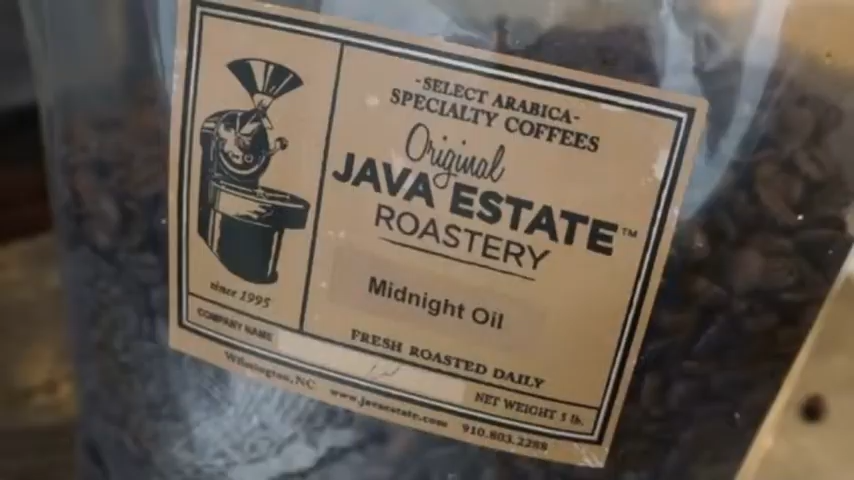 -SELECT ARABICA-
SPECIALTY COFFEES
Original
JAVA ESTATE™
ROASTERY
Midnight Oil
since 1995
FRESH ROASTED DAILY
COMPANY NAME
NET WEIGHT 5 lb.
Wilmington, NC www.javaestate.com 910.803.2288